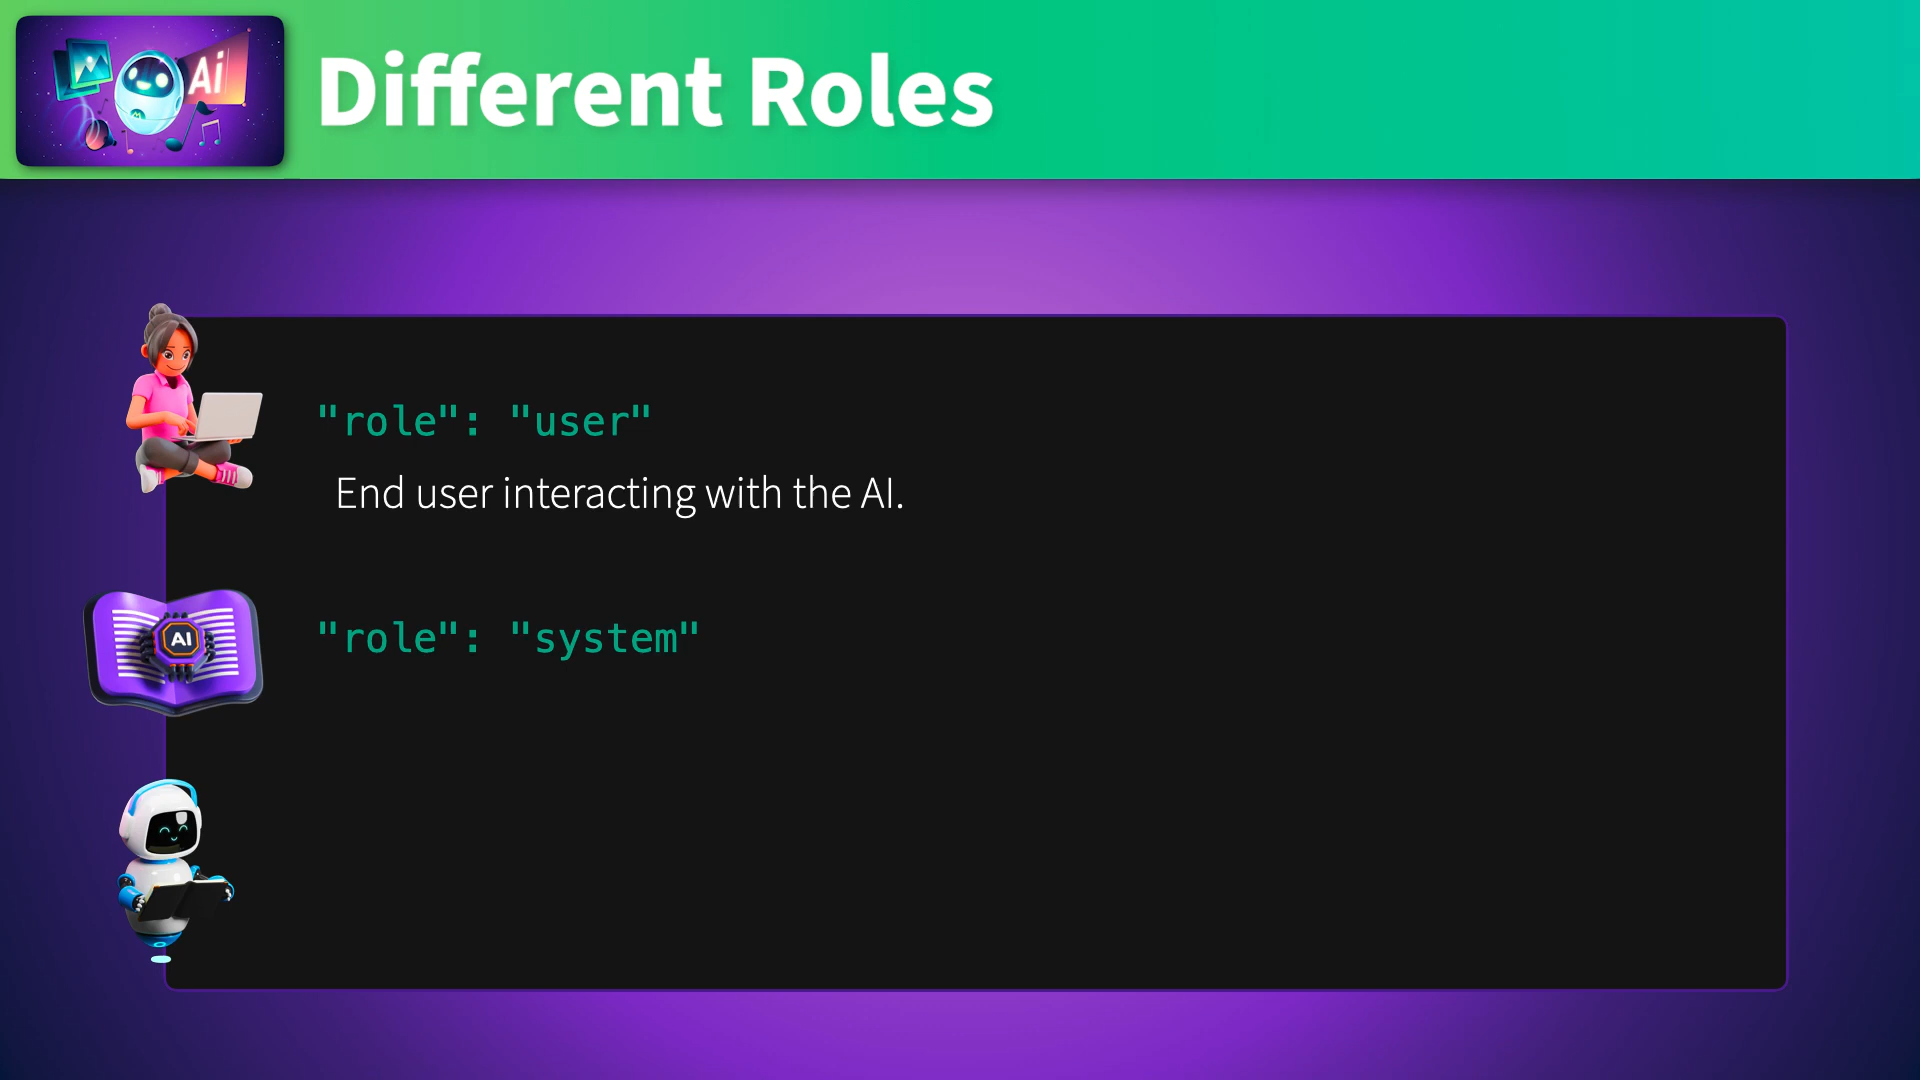 Ai
Different Roles
"role": "user"
End user interacting with the AI.
AI
"role": "system"